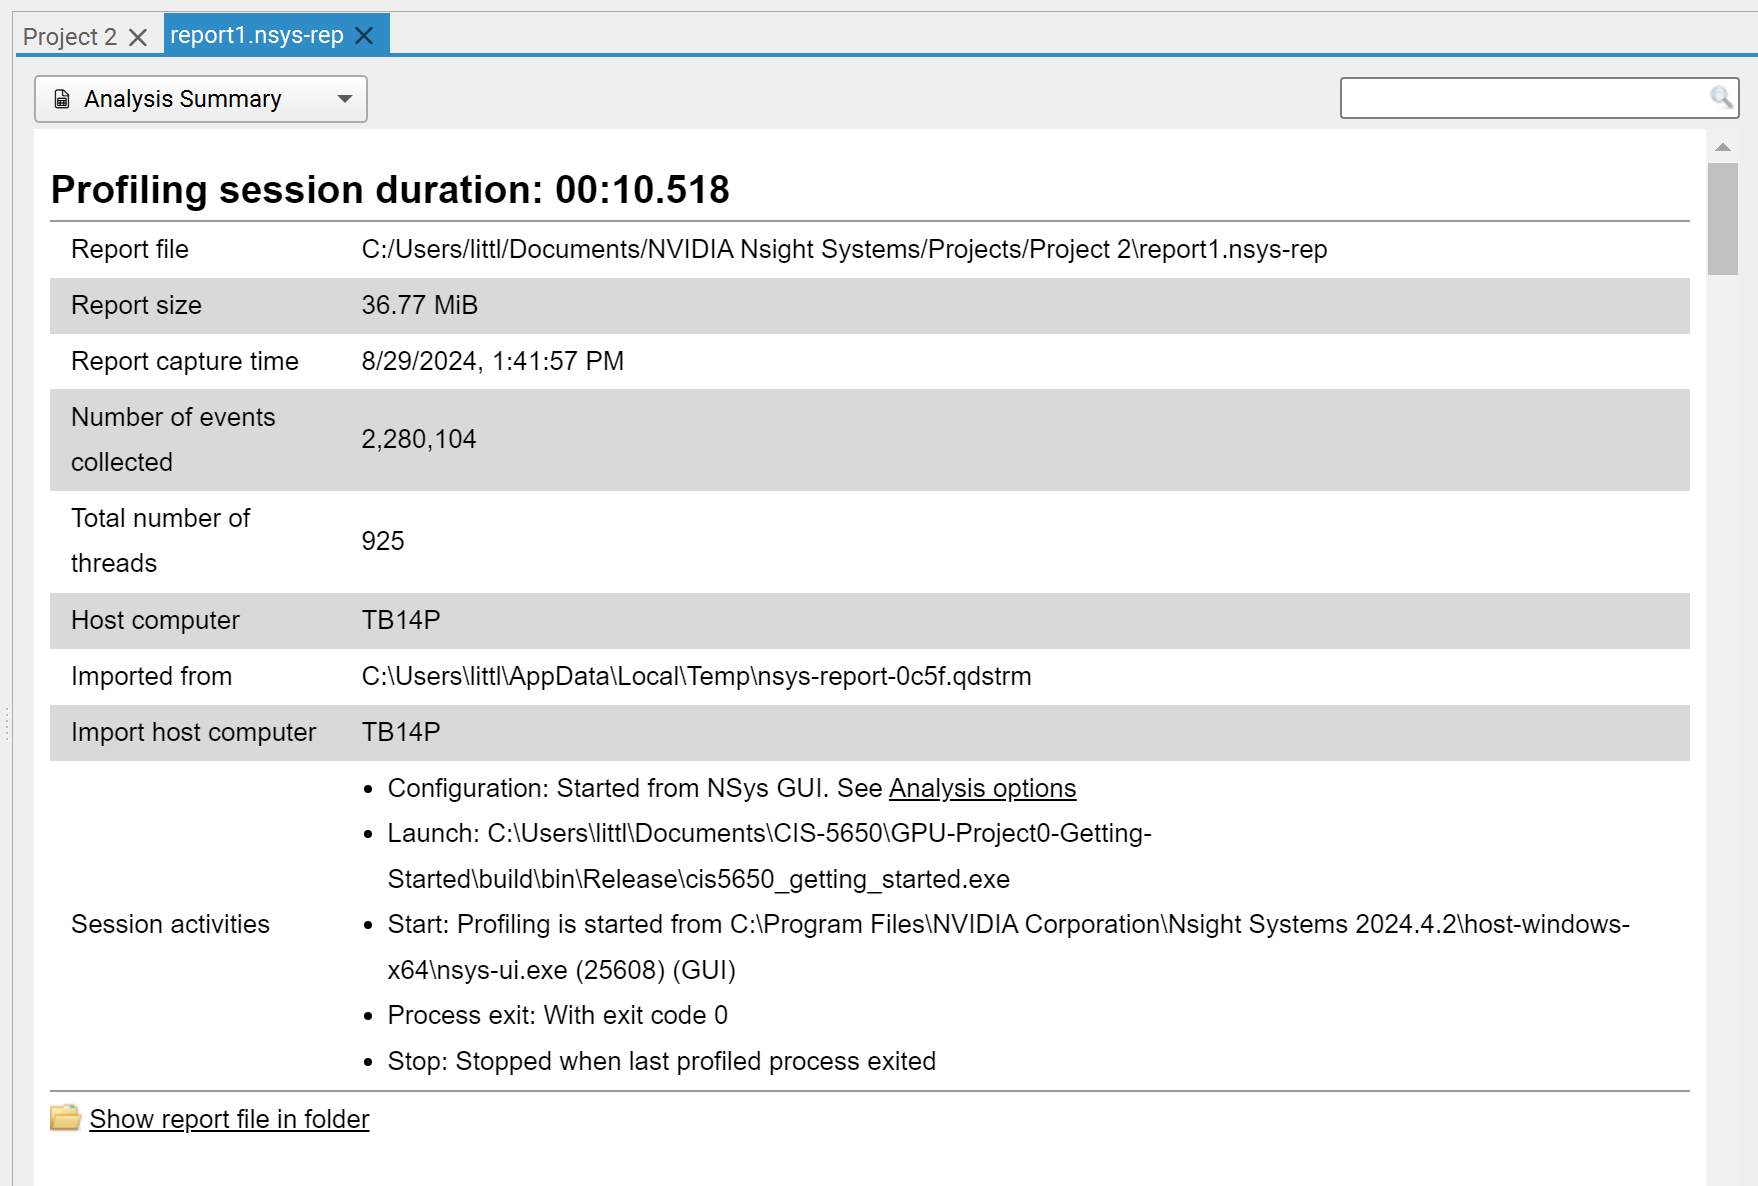 Project 2
report1.nsys-rep
Analysis Summary
Profiling session duration: 00:10.518
Report file C:/Users/littl/Documents/NVIDIA Nsight Systems/Projects/Project 2\report1.nsys-rep
Report size 36.77 MiB
Report capture time 8/29/2024, 1:41:57 PM
Number of events
collected
2,280,104
Total number of
threads
925
Host computer TB14P
Imported from C:\Users\littl\AppData\Local\Temp\nsys-report-0c5f.qdstrm
Import host computer TB14P
Session activities
• Configuration: Started from NSys GUI. See Analysis options
• Launch: C:\Users\littl\Documents\CIS-5650\GPU-Project0-Getting-
Started\build\bin\Release\cis5650_getting_started.exe
• Start: Profiling is started from C:\Program Files\NVIDIA Corporation\Nsight Systems 2024.4.2\host-windows-
x64\nsys-ui.exe (25608) (GUI)
• Process exit: With exit code 0
• Stop: Stopped when last profiled process exited
Show report file in folder